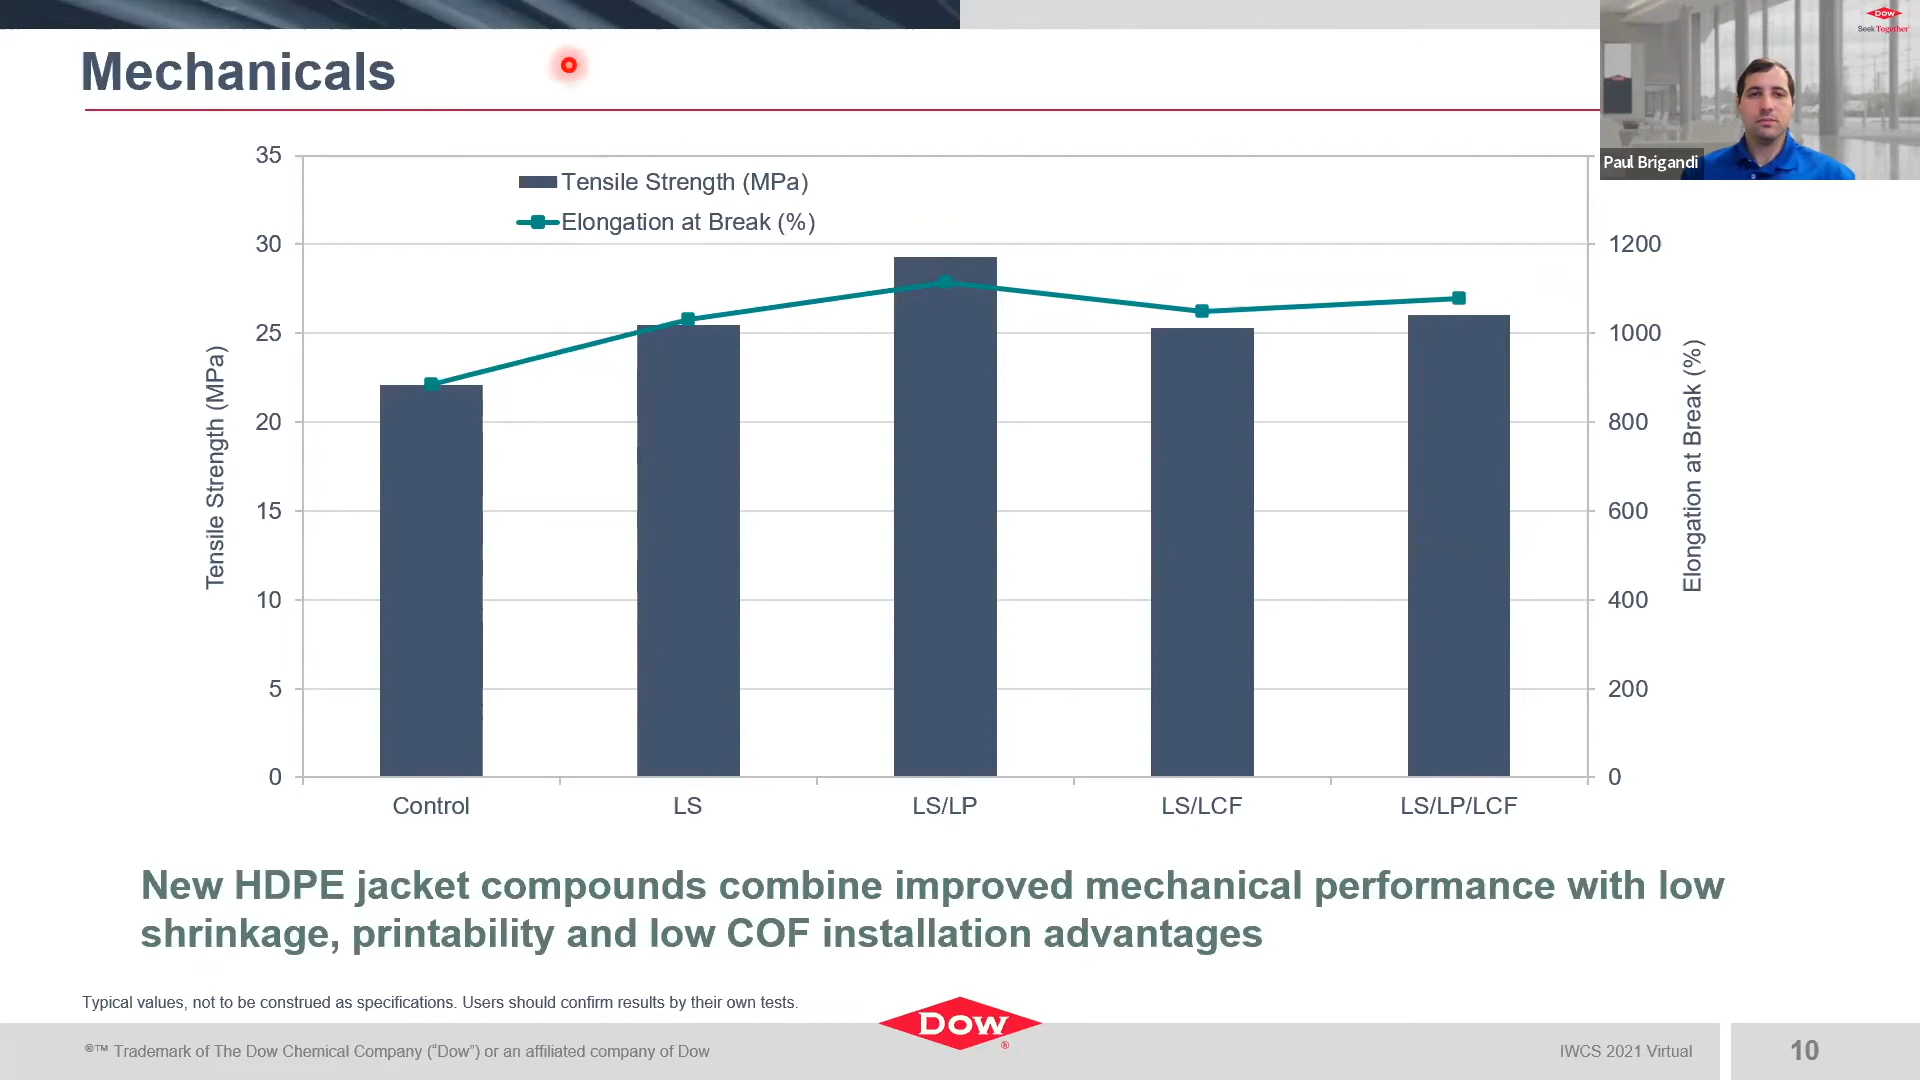 Mechanicals
DOW
Seek Together
Paul Brigandi
Tensile Strength (MPa)
Elongation at Break (%)
35
30
25
20
15
10
5
0
Tensile Strength (MPa)
1200
1000
800
600
400
200
0
Elongation at Break (%)
Control LS LS/LP LS/LCF LS/LP/LCF
New HDPE jacket compounds combine improved mechanical performance with low
shrinkage, printability and low COF installation advantages
Typical values, not to be construed as specifications. Users should confirm results by their own tests.
Dow ®
®™ Trademark of The Dow Chemical Company ("Dow") or an affiliated company of Dow
IWCS 2021 Virtual
10